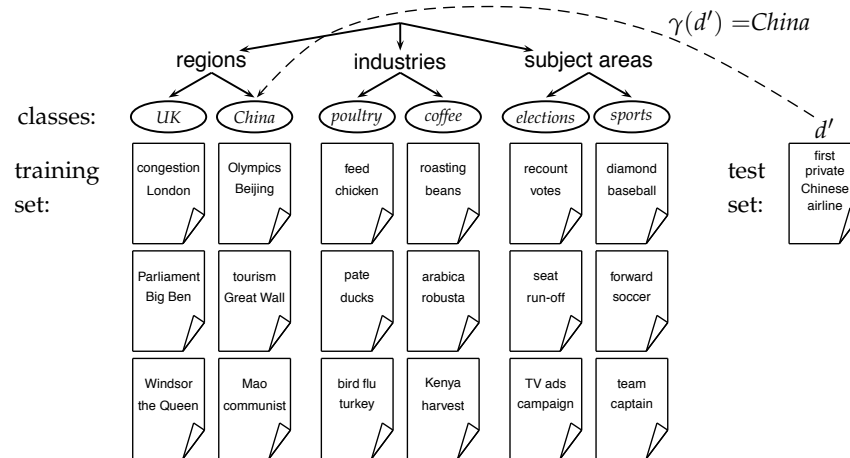 γ(d′) =China
regions industries subject areas
classes: UK China poultry coffee elections sports
d′
training set:
congestion London
Olympics Beijing
feed chicken
roasting beans
recount votes
diamond baseball
test set:
first private Chinese airline
Parliament Big Ben
tourism Great Wall
pate ducks
arabica robusta
seat run-off
forward soccer
Windsor the Queen
Mao communist
bird flu turkey
Kenya harvest
TV ads campaign
team captain